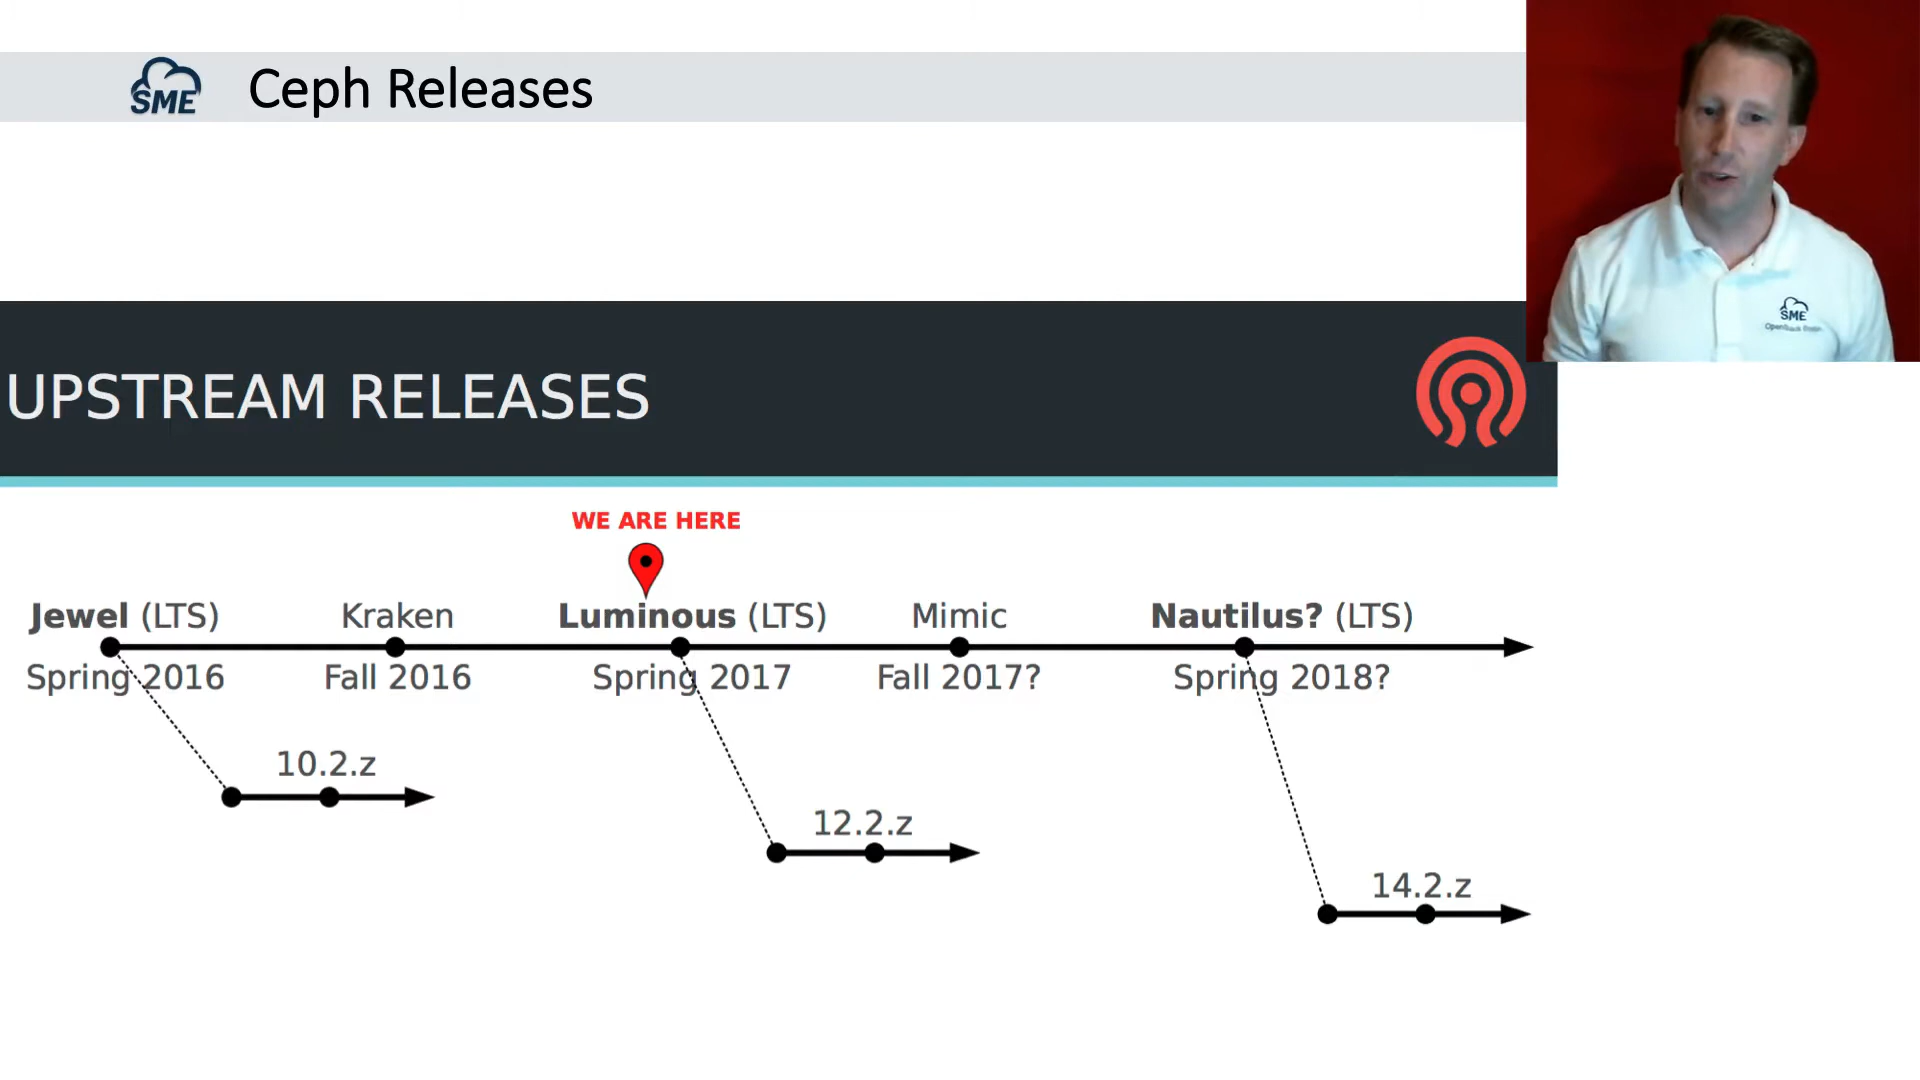 SME
Ceph Releases
SME
UPSTREAM RELEASES
WE ARE HERE
Jewel (LTS)
Kraken
Luminous (LTS)
Mimic
Nautilus? (LTS)
Spring 2016
Fall 2016
Spring 2017
Fall 2017?
Spring 2018?
10.2.z
12.2.z
14.2.z